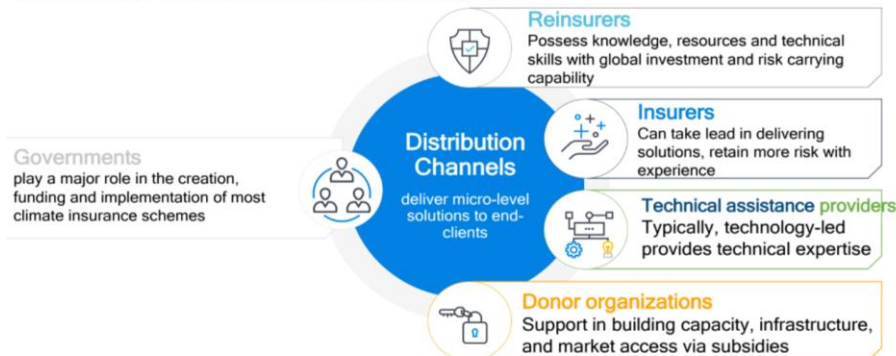 Reinsurers
Possess knowledge, resources and technical
skills with global investment and risk carrying
capability
Insurers
Can take lead in delivering
solutions, retain more risk with
experience
Distribution
Channels
deliver micro-level
solutions to end-
clients
Governments
play a major role in the creation,
funding and implementation of most
climate insurance schemes
Technical assistance providers
Typically, technology-led
provides technical expertise
Donor organizations
Support in building capacity, infrastructure,
and market access via subsidies